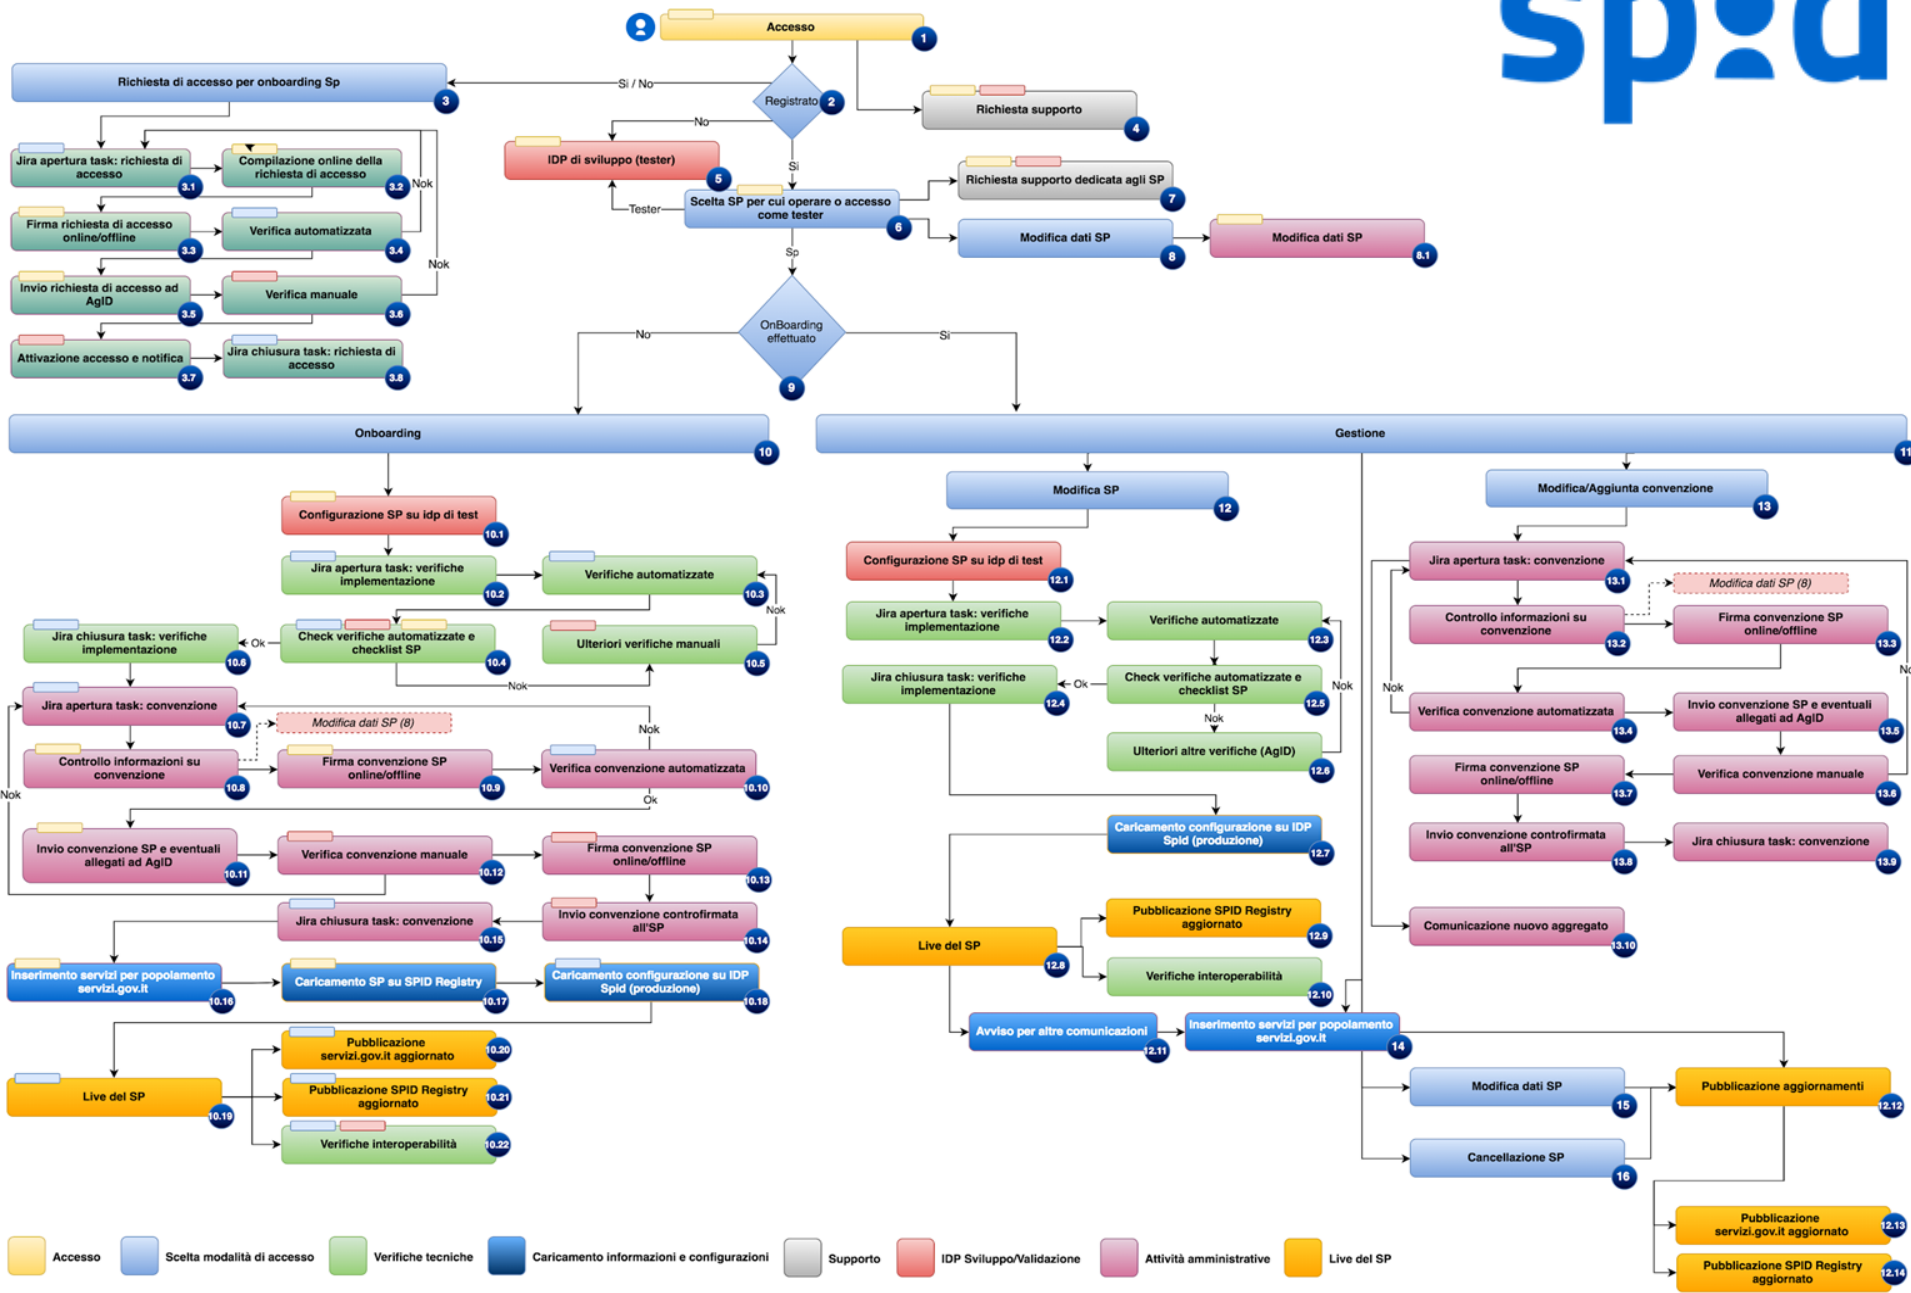 spid
Accesso
1
Richiesta di accesso per onboarding Sp
3
Si / No
Registrato
2
Richiesta supporto
4
No
IDP di sviluppo (tester)
5
Si
Richiesta supporto dedicata agli SP
7
Tester
Scelta SP per cui operare o accesso
come tester
6
Modifica dati SP
8
Modifica dati SP
8.1
Sp
Jira apertura task: richiesta di
accesso
3.1
Compilazione online della
richiesta di accesso
3.2
Nok
Firma richiesta di accesso
online/offline
3.3
Verifica automatizzata
3.4
Nok
Invio richiesta di accesso ad
AgID
3.5
Verifica manuale
3.6
Attivazione accesso e notifica
3.7
Jira chiusura task: richiesta di
accesso
3.8
OnBoarding
effettuato
9
No
Si
Onboarding
10
Gestione
11
Configurazione SP su idp di test
10.1
Jira apertura task: verifiche
implementazione
10.2
Verifiche automatizzate
10.3
Nok
Jira chiusura task: verifiche
implementazione
10.6
Ok
Check verifiche automatizzate e
checklist SP
10.4
Ulteriori verifiche manuali
10.5
Nok
Jira apertura task: convenzione
10.7
Modifica dati SP (8)
Nok
Controllo informazioni su
convenzione
10.8
Firma convenzione SP
online/offline
10.9
Verifica convenzione automatizzata
10.10
Nok
Ok
Invio convenzione SP e eventuali
allegati ad AgID
10.11
Verifica convenzione manuale
10.12
Firma convenzione SP
online/offline
10.13
Jira chiusura task: convenzione
10.15
Invio convenzione controfirmata
all'SP
10.14
Inserimento servizi per popolamento
servizi.gov.it
10.16
Caricamento SP su SPID Registry
10.17
Caricamento configurazione su IDP
Spid (produzione)
10.18
Pubblicazione
servizi.gov.it aggiornato
10.20
Live del SP
10.19
Pubblicazione SPID Registry
aggiornato
10.21
Verifiche interoperabilità
10.22
Modifica SP
12
Configurazione SP su idp di test
12.1
Jira apertura task: verifiche
implementazione
12.2
Verifiche automatizzate
12.3
Jira chiusura task: verifiche
implementazione
12.4
Ok
Check verifiche automatizzate e
checklist SP
12.5
Nok
Nok
Ulteriori altre verifiche (AgID)
12.6
Caricamento configurazione su IDP
Spid (produzione)
12.7
Pubblicazione SPID Registry
aggiornato
12.9
Live del SP
12.8
Verifiche interoperabilità
12.10
Avviso per altre comunicazioni
12.11
Inserimento servizi per popolamento
servizi.gov.it
14
Modifica/Aggiunta convenzione
13
Jira apertura task: convenzione
13.1
Modifica dati SP (8)
Controllo informazioni su
convenzione
13.2
Firma convenzione SP
online/offline
13.3
No
Nok
Verifica convenzione automatizzata
13.4
Invio convenzione SP e eventuali
allegati ad AgID
13.5
Firma convenzione SP
online/offline
13.7
Verifica convenzione manuale
13.6
Invio convenzione controfirmata
all'SP
13.8
Jira chiusura task: convenzione
13.9
Comunicazione nuovo aggregato
13.10
Modifica dati SP
15
Pubblicazione aggiornamenti
12.12
Cancellazione SP
16
Pubblicazione
servizi.gov.it aggiornato
12.13
Pubblicazione SPID Registry
aggiornato
12.14
Accesso
Scelta modalità di accesso
Verifiche tecniche
Caricamento informazioni e configurazioni
Supporto
IDP Sviluppo/Validazione
Attività amministrative
Live del SP